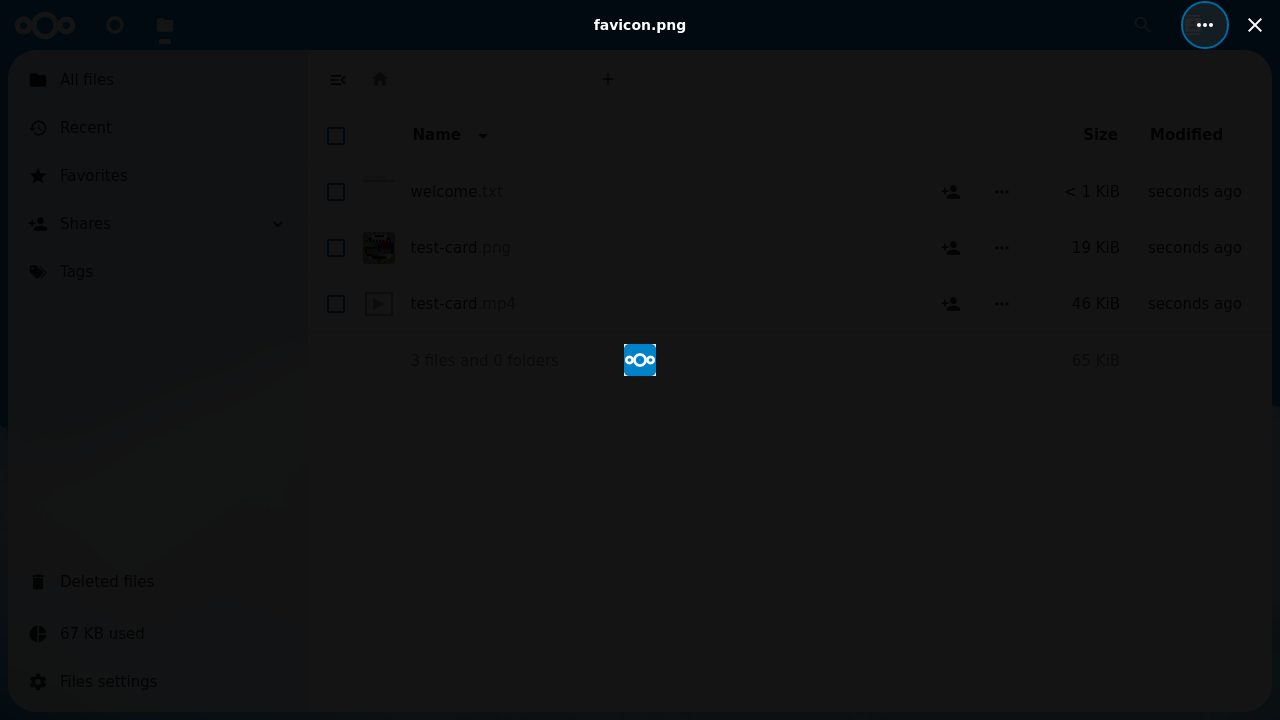 favicon.png
All files
Recent
Favorites
Shares
Tags
Name Size Modified
welcome.txt < 1 KiB seconds ago
test-card.png 19 KiB seconds ago
test-card.mp4 46 KiB seconds ago
3 files and 0 folders 65 KiB
Deleted files
67 KB used
Files settings